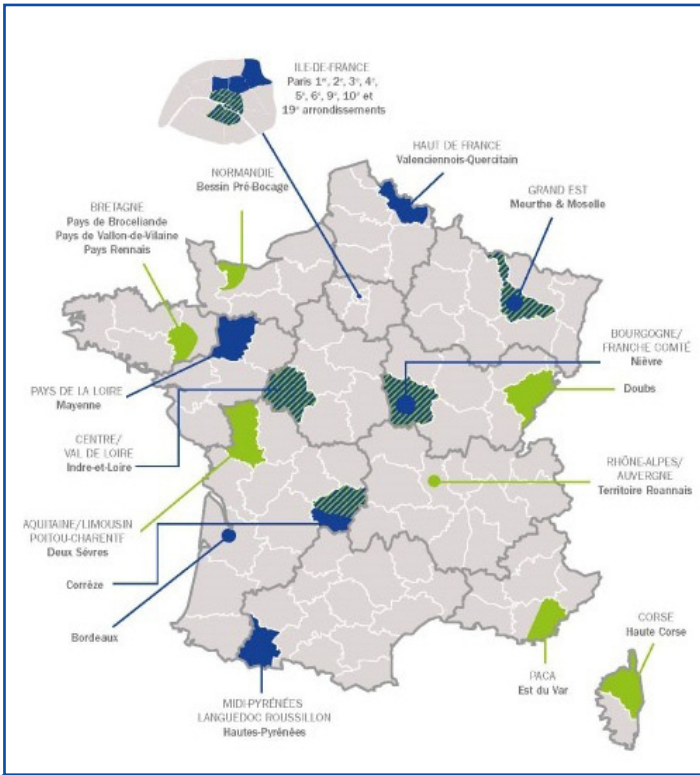 ILE-DE-FRANCE
Paris 1er, 2e, 3e, 4e,
5e, 6e, 9e, 10e et
19e arrondissements
HAUT DE FRANCE
Valenciennois-Quercitain
NORMANDIE
Bessin Pré-Bocage
GRAND EST
Meurthe & Moselle
BRETAGNE
Pays de Broceliande
Pays de Vallon-de-Vilaine
Pays Rennais
BOURGOGNE/
FRANCHE COMTÉ
Nièvre
Doubs
PAYS DE LA LOIRE
Mayenne
CENTRE/
VAL DE LOIRE
Indre-et-Loire
RHÔNE-ALPES/
AUVERGNE
Territoire Roannais
AQUITAINE/LIMOUSIN
POITOU-CHARENTE
Deux Sèvres
Corrèze
Bordeaux
CORSE
Haute Corse
PACA
Est du Var
MIDI-PYRÉNÉES
LANGUEDOC ROUSSILLON
Hautes-Pyrénées